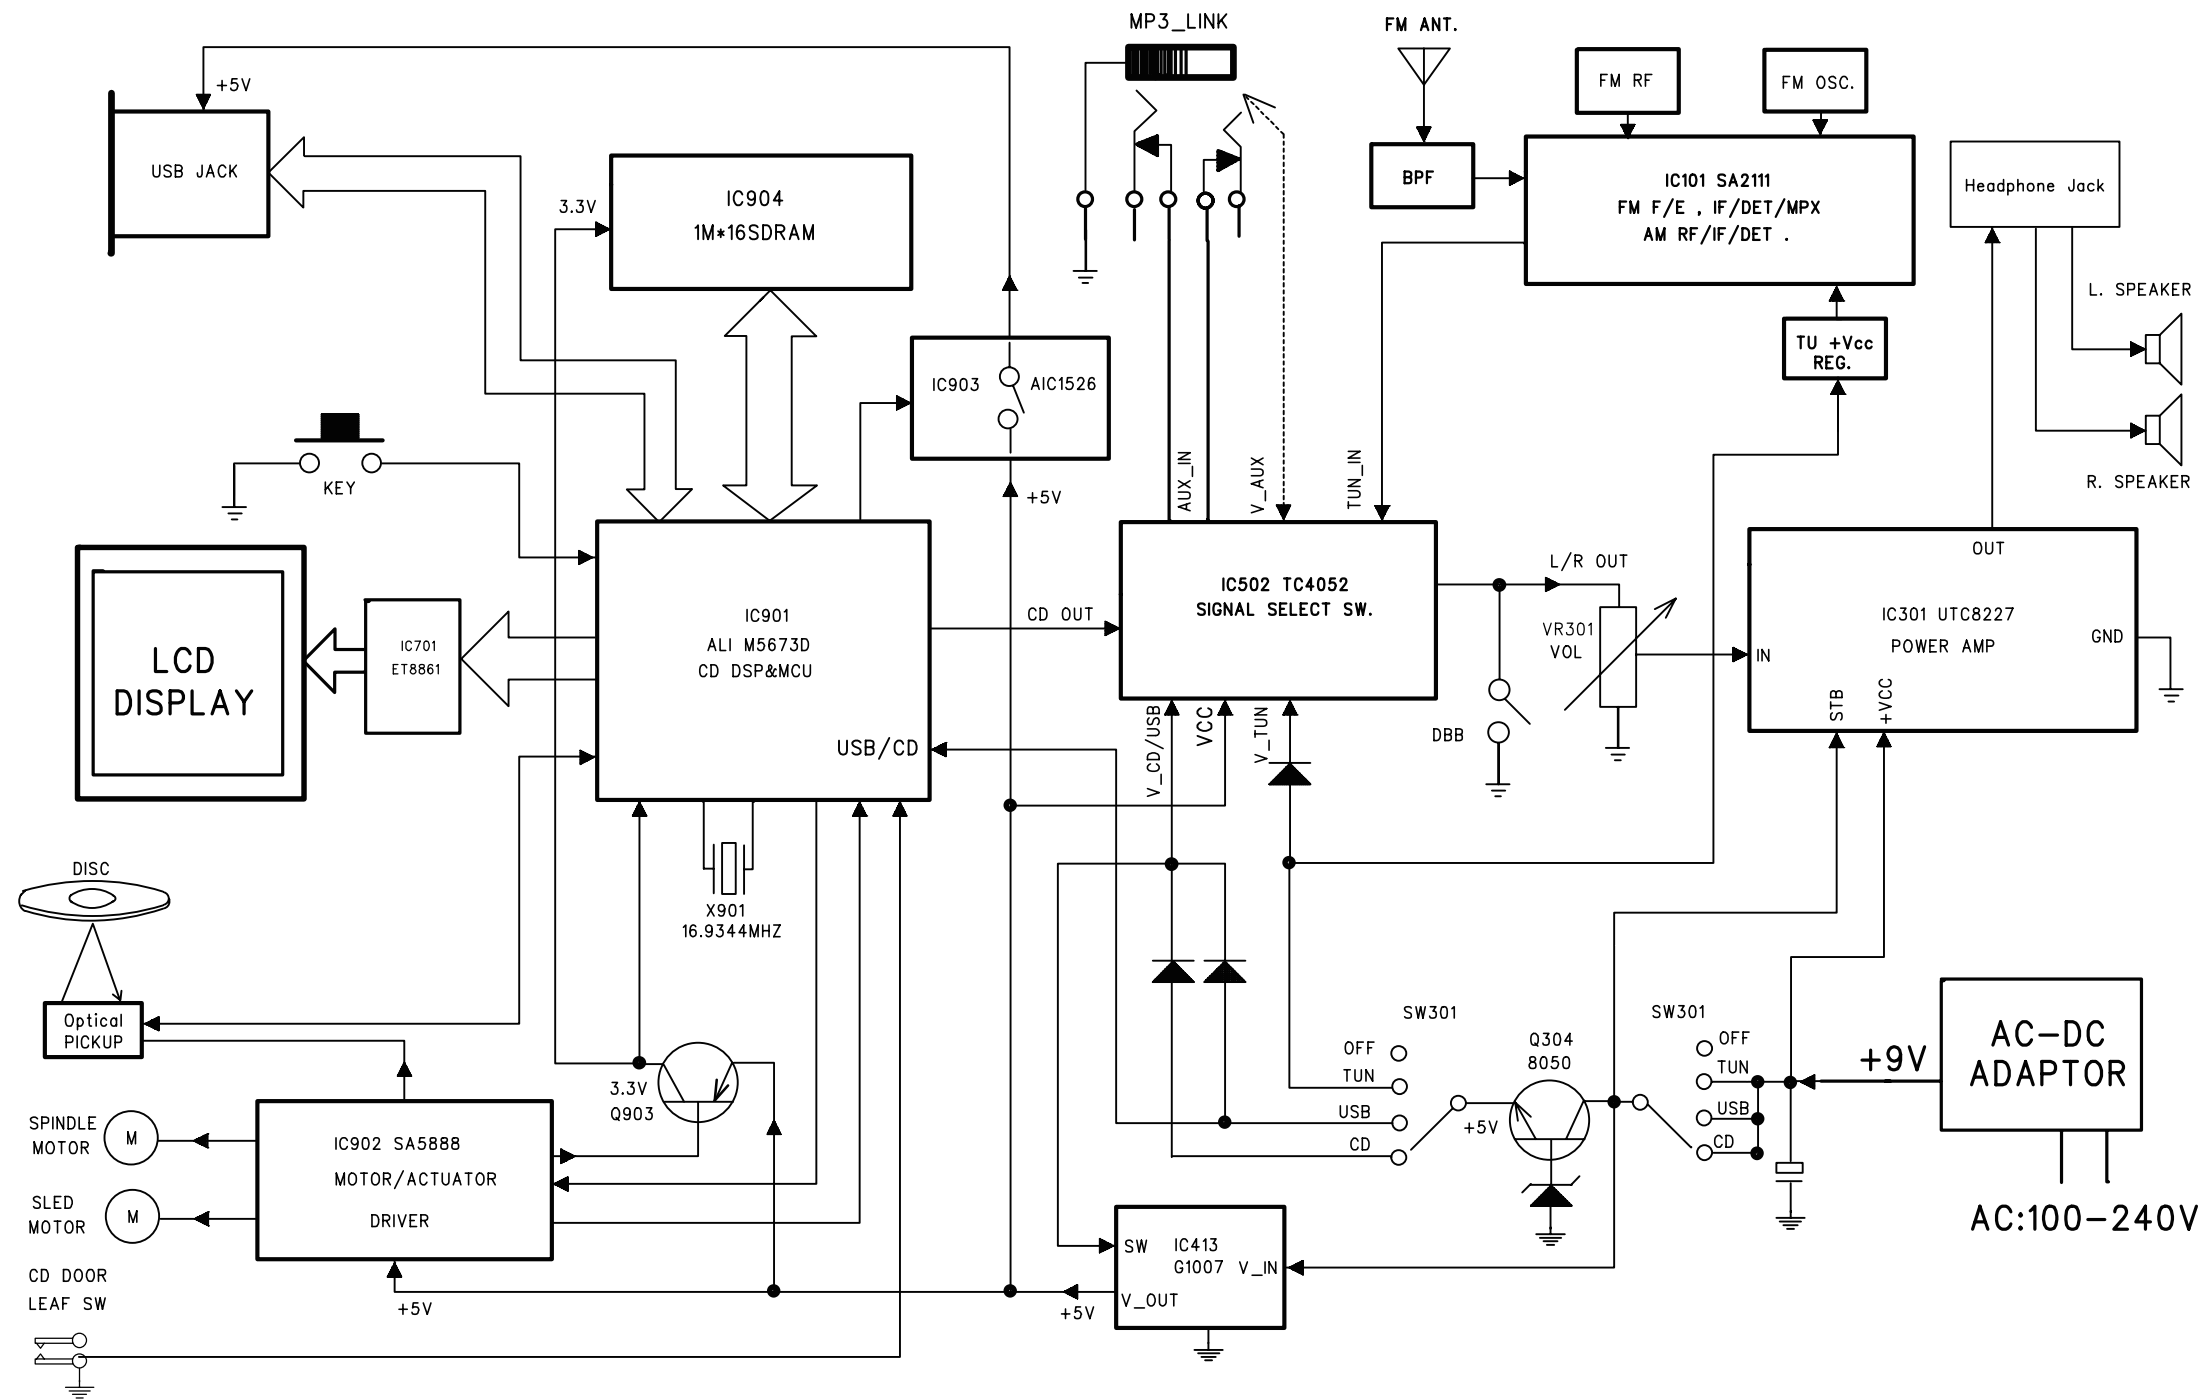 MP3_LINK
FM ANT.
FM RF
FM OSC.
+5V
USB JACK
3.3V
IC904
1M*16SDRAM
BPF
IC101 SA2111
FM F/E , IF/DET/MPX
AM RF/IF/DET .
Headphone Jack
L. SPEAKER
TU +Vcc
REG.
IC903
AIC1526
R. SPEAKER
KEY
+5V
AUX_IN
V_AUX
TUN_IN
LCD
DISPLAY
IC701
ET8861
IC901
ALI M5673D
CD DSP&MCU
USB/CD
CD OUT
IC502 TC4052
SIGNAL SELECT SW.
L/R OUT
VR301
VOL
DBB
OUT
IC301 UTC8227
POWER AMP
GND
IN
STB
+VCC
V_CD/USB
VCC
V_TUN
DISC
X901
16.9344MHZ
Optical
PICKUP
3.3V
Q903
SW301
OFF
TUN
USB
CD
Q304
8050
+5V
SW301
OFF
TUN
USB
CD
+9V
AC-DC
ADAPTOR
AC:100-240V
SPINDLE
MOTOR
M
SLED
MOTOR
M
IC902 SA5888
MOTOR/ACTUATOR
DRIVER
CD DOOR
LEAF SW
+5V
+5V
SW
IC413
G1007
V_IN
V_OUT